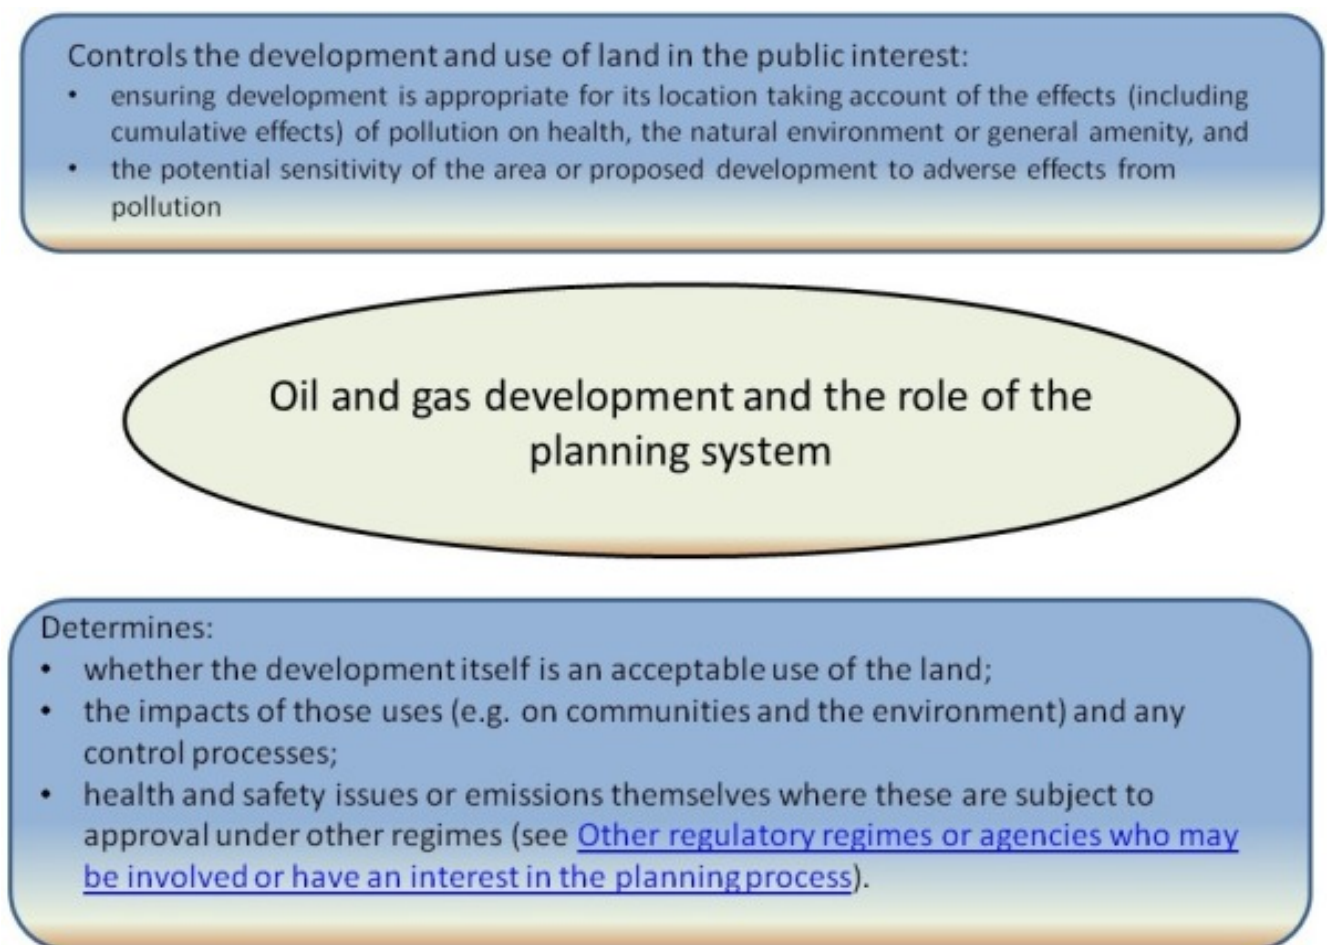 Controls the development and use of land in the public interest:
• ensuring development is appropriate for its location taking account of the effects (including
cumulative effects) of pollution on health, the natural environment or general amenity, and
• the potential sensitivity of the area or proposed development to adverse effects from
pollution
Oil and gas development and the role of the
planning system
Determines:
• whether the development itself is an acceptable use of the land;
• the impacts of those uses (e.g. on communities and the environment) and any
control processes;
• health and safety issues or emissions themselves where these are subject to
approval under other regimes (see Other regulatory regimes or agencies who may
be involved or have an interest in the planning process).